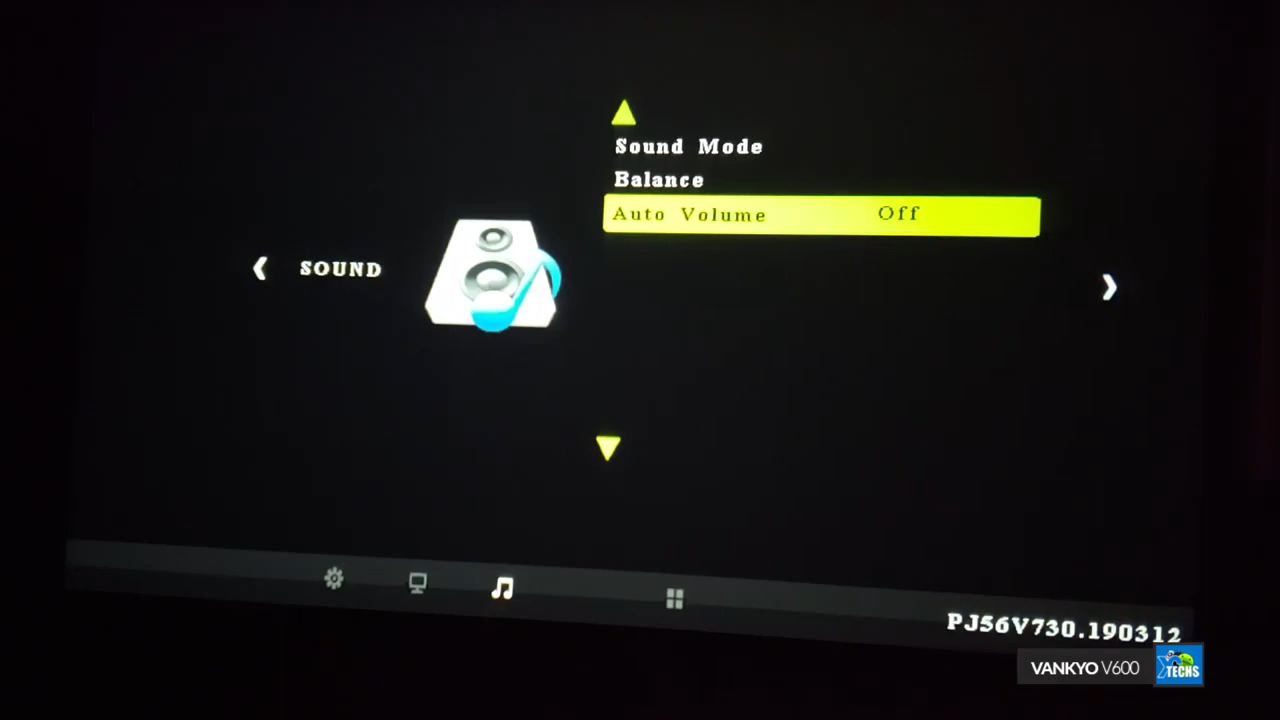 Sound Mode
Balance
Auto Volume Off
SOUND
PJ56V730.190312
VANKYO V600
TECHS